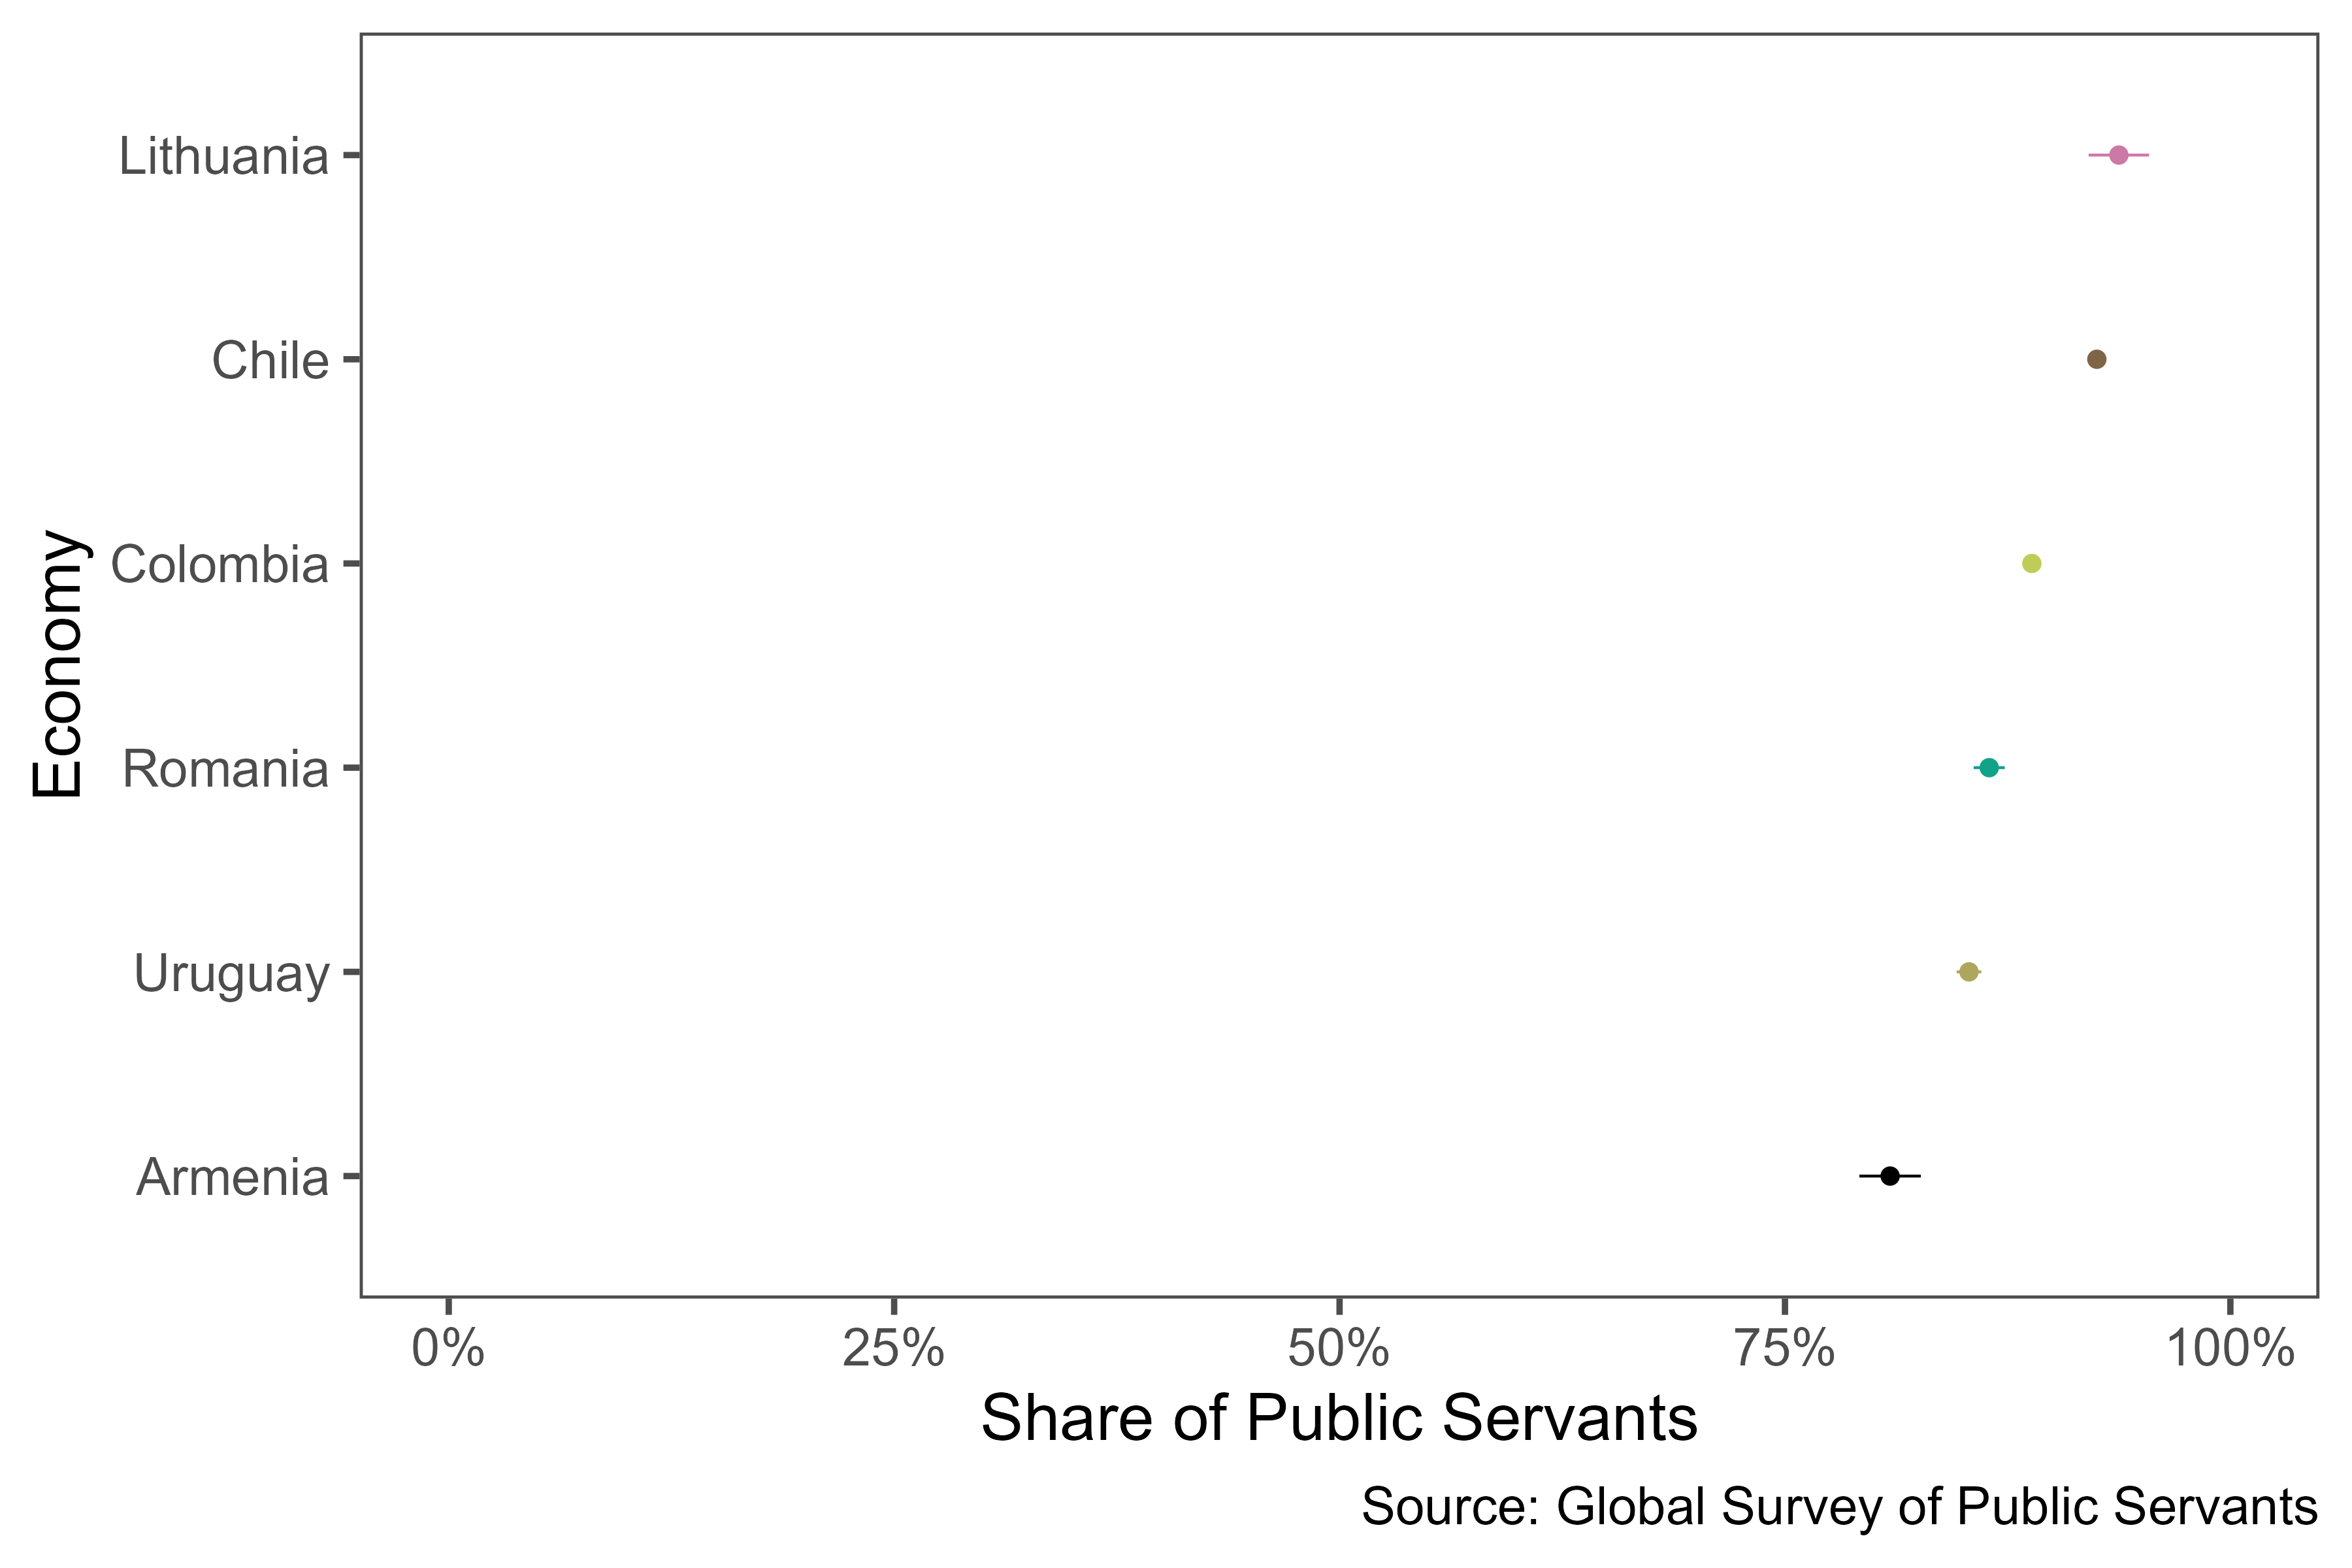 Economy
Lithuania
Chile
Colombia
Romania
Uruguay
Armenia
0% 25% 50% 75% 100%
Share of Public Servants
Source: Global Survey of Public Servants